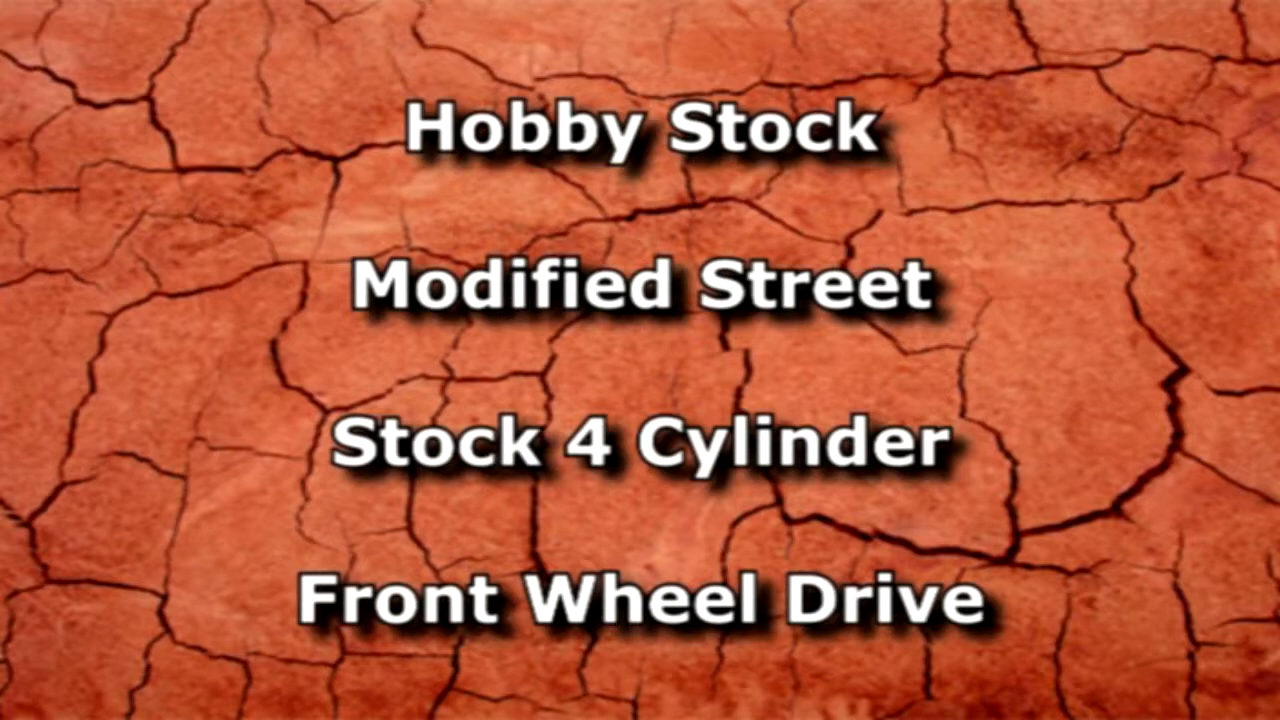 Hobby Stock
Modified Street
Stock 4 Cylinder
Front Wheel Drive